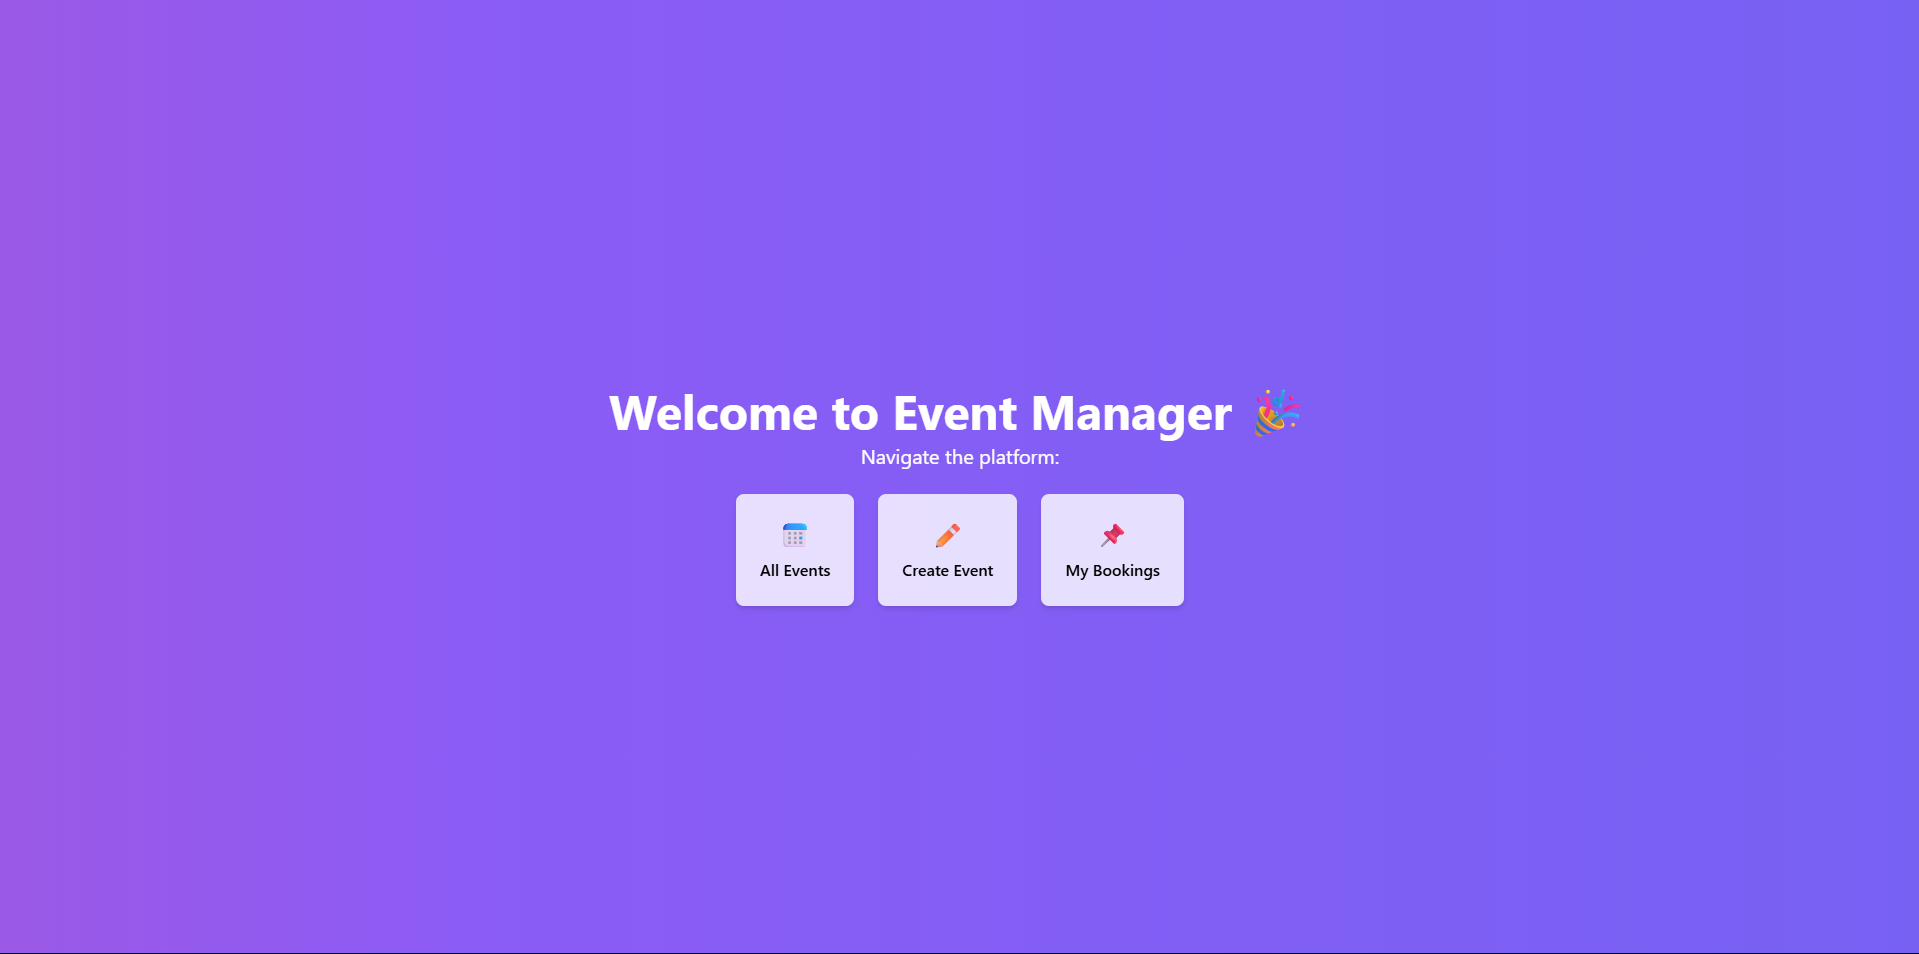 Welcome to Event Manager 🎉
Navigate the platform:
All Events
Create Event
My Bookings